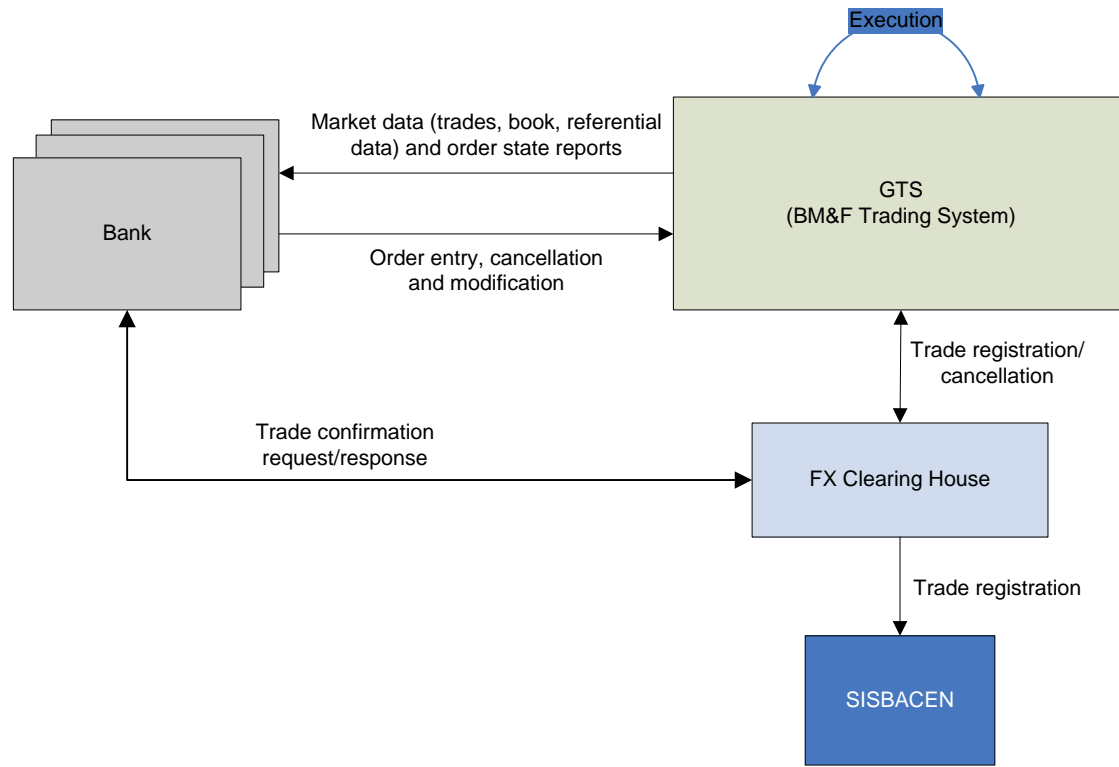 Execution
Market data (trades, book, referential
data) and order state reports
GTS
(BM&F Trading System)
Bank
Order entry, cancellation
and modification
Trade registration/
cancellation
Trade confirmation
request/response
FX Clearing House
Trade registration
SISBACEN